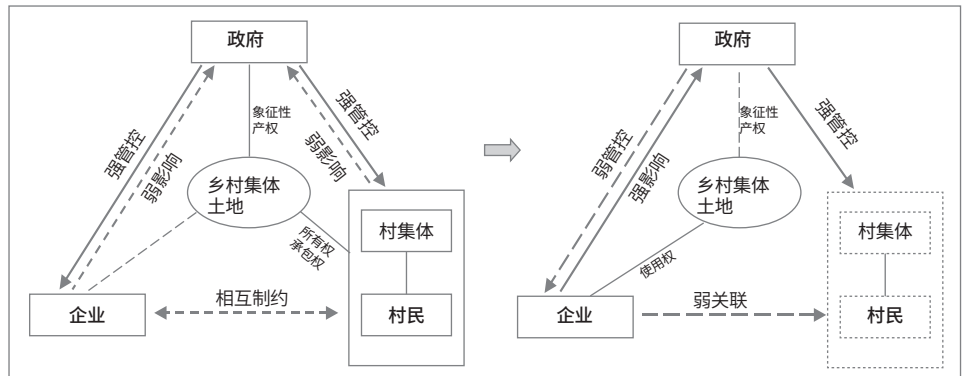 政府
强管控
弱影响
象征性
产权
强管控
弱影响
乡村集体
土地
所有权
承包权
村集体
村民
企业
相互制约
政府
弱管控
强影响
象征性
产权
强管控
乡村集体
土地
使用权
村集体
村民
企业
弱关联